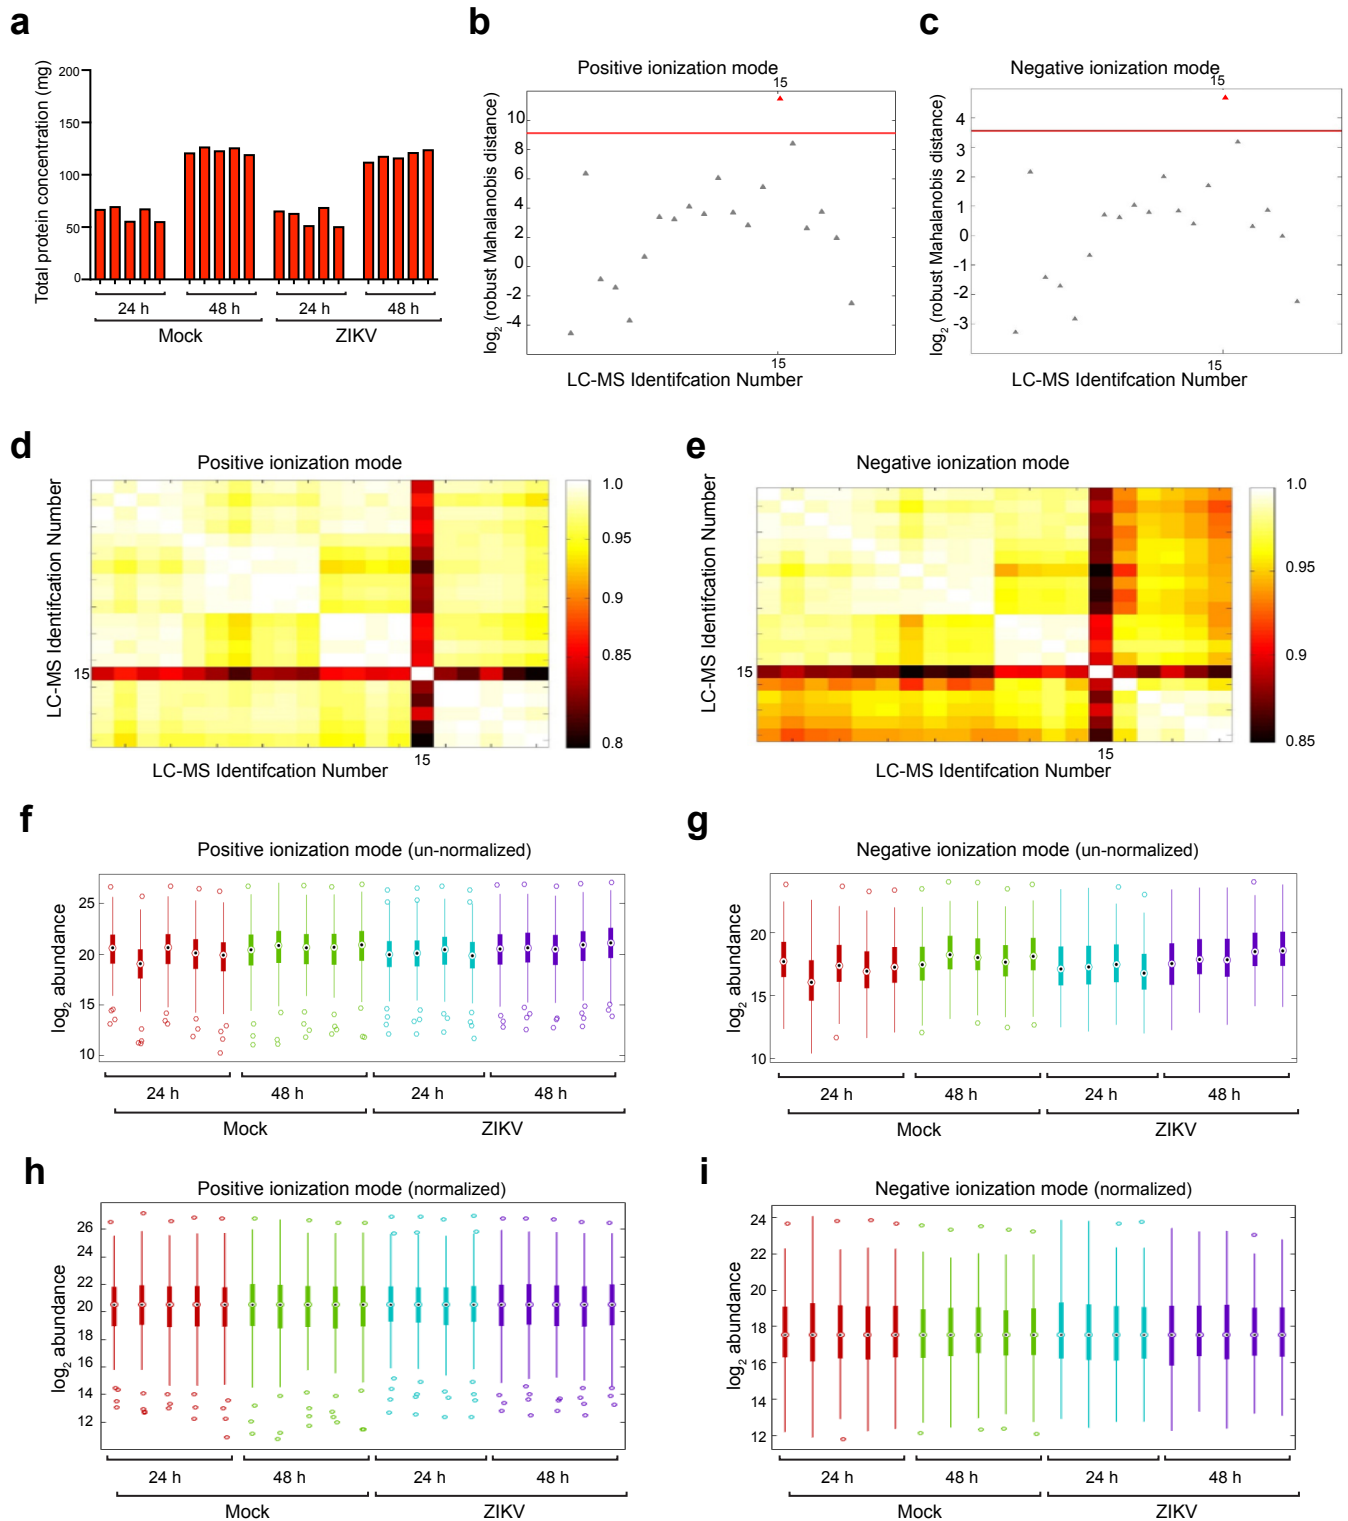 a
Total protein concentration (mg)
200
150
100
50
0
24 h
48 h
24 h
48 h
Mock
ZIKV
b
Positive ionization mode
15
log2 (robust Mahalanobis distance)
10
8
6
4
2
0
-2
-4
15
LC-MS Identifcation Number
c
Negative ionization mode
15
log2 (robust Mahalanobis distance)
4
3
2
1
0
-1
-2
-3
15
LC-MS Identifcation Number
d
Positive ionization mode
LC-MS Identifcation Number
15
15
LC-MS Identifcation Number
1.0
0.95
0.9
0.85
0.8
e
Negative ionization mode
LC-MS Identifcation Number
15
15
LC-MS Identifcation Number
1.0
0.95
0.9
0.85
f
Positive ionization mode (un-normalized)
log2 abundance
25
20
15
10
24 h
48 h
24 h
48 h
Mock
ZIKV
g
Negative ionization mode (un-normalized)
log2 abundance
20
15
10
24 h
48 h
24 h
48 h
Mock
ZIKV
h
Positive ionization mode (normalized)
log2 abundance
26
24
22
20
18
16
14
12
24 h
48 h
24 h
48 h
Mock
ZIKV
i
Negative ionization mode (normalized)
log2 abundance
24
22
20
18
16
14
12
24 h
48 h
24 h
48 h
Mock
ZIKV